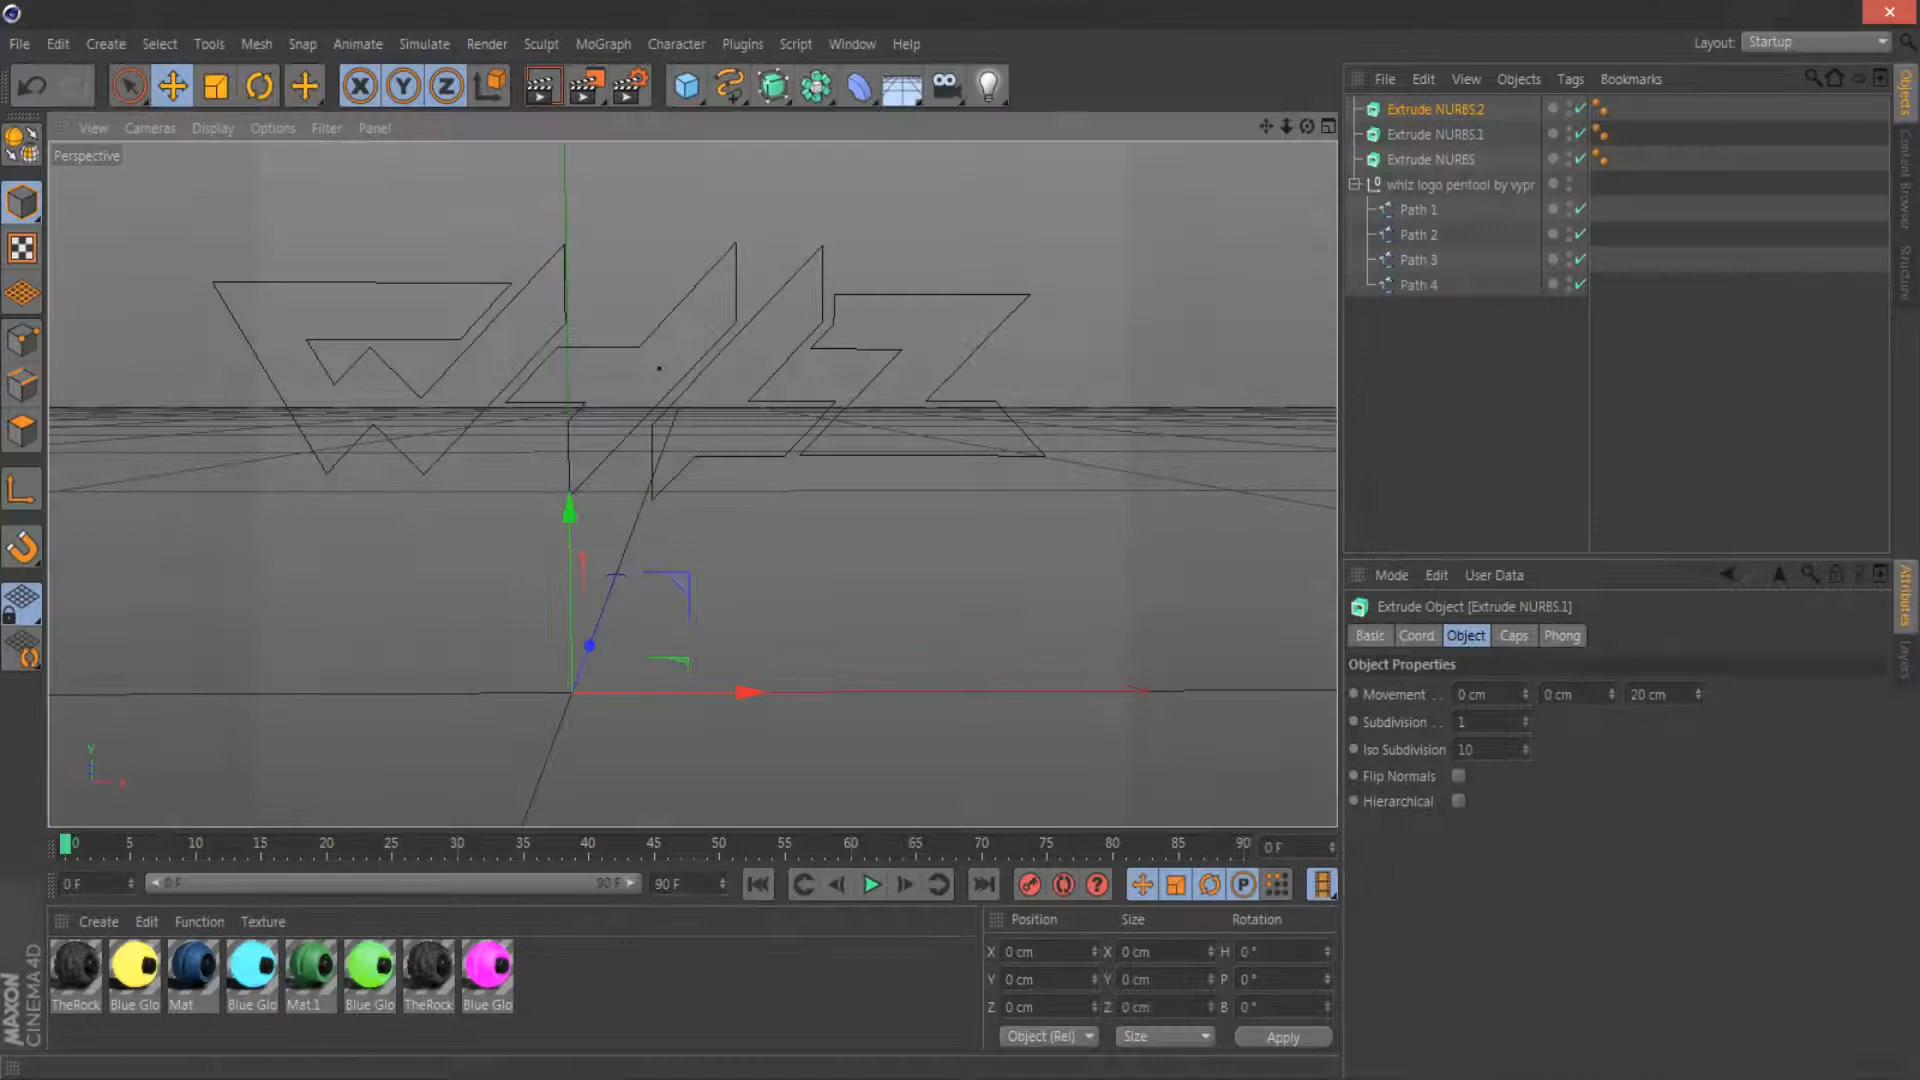 File Edit Create Select Tools Mesh Snap Animate Simulate Render Sculpt MoGraph Character Plugins Script Window Help
Layout: Startup
X Y Z
File Edit View Objects Tags Bookmarks
Extrude NURBS.2
Extrude NURBS.1
Extrude NURBS
whiz logo pentool by vypr
Path 1
Path 2
Path 3
Path 4
Objects
Content Browser
Structure
View Cameras Display Options Filter Panel
Perspective
Y
X
Mode Edit User Data
Extrude Object [Extrude NURBS.1]
Basic Coord. Object Caps Phong
Object Properties
Movement . . 0 cm 0 cm 20 cm
Subdivision . . 1
Iso Subdivision 10
Flip Normals
Hierarchical
Attributes
Layers
0 5 10 15 20 25 30 35 40 45 50 55 60 65 70 75 80 85 90 0 F
0 F 0 F 90 F 90 F
P
Create Edit Function Texture
TheRock Blue Glo Mat Blue Glo Mat.1 Blue Glo TheRock Blue Glo
Position Size Rotation
X 0 cm X 0 cm H 0 °
Y 0 cm Y 0 cm P 0 °
Z 0 cm Z 0 cm B 0 °
Object (Rel) Size Apply
MAXON
CINEMA 4D